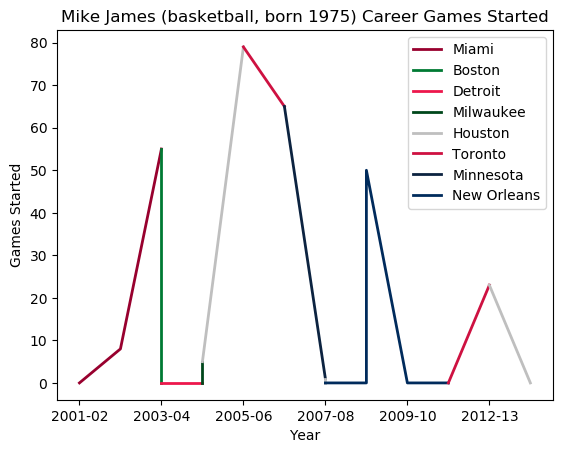 Mike James (basketball, born 1975) Career Games Started
80
70
60
50
40
30
20
10
0
Games Started
Miami
Boston
Detroit
Milwaukee
Houston
Toronto
Minnesota
New Orleans
2001-02 2003-04 2005-06 2007-08 2009-10 2012-13
Year